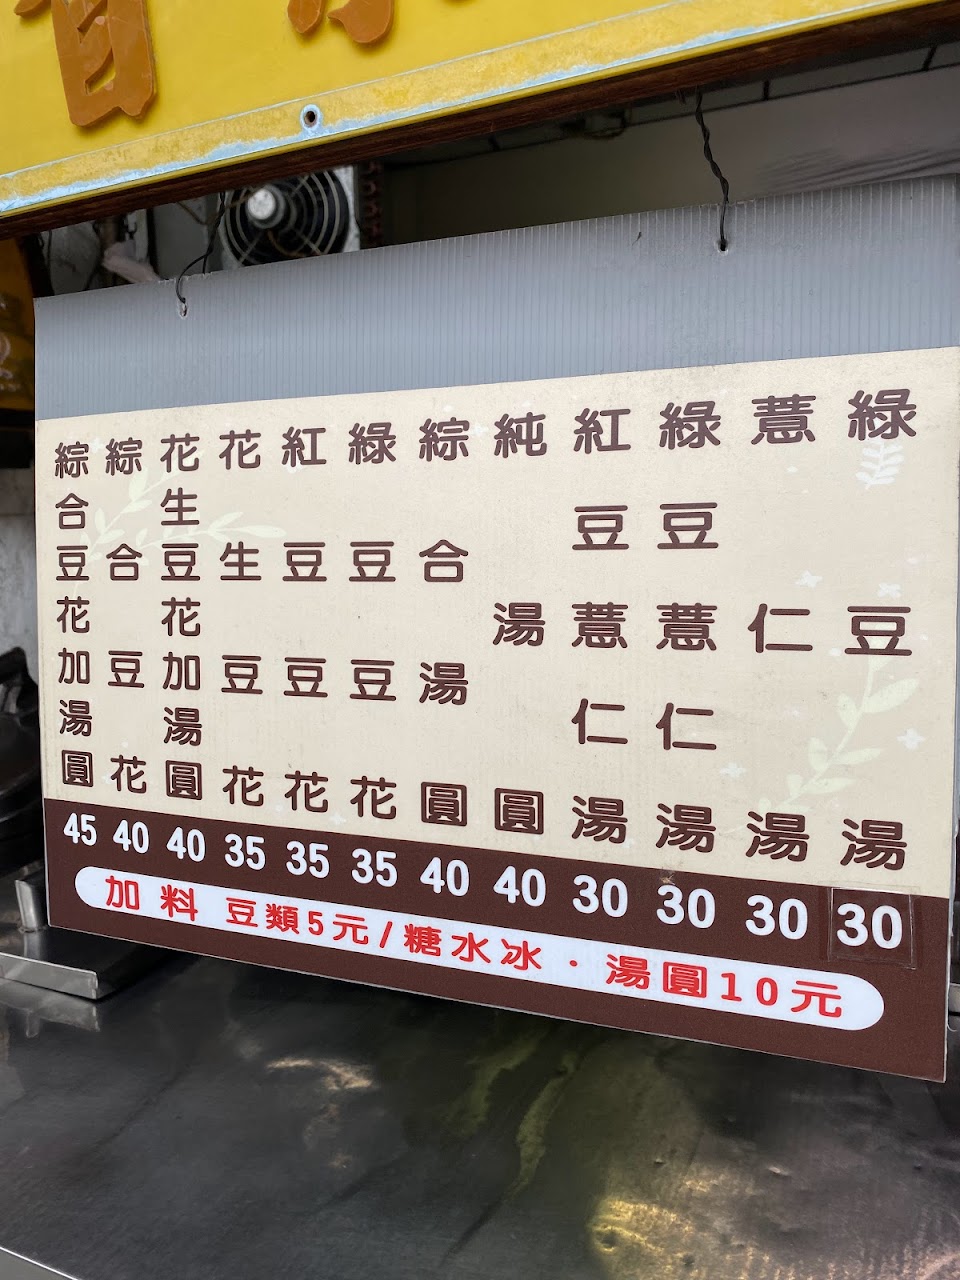 綠豆湯 30
薏仁湯 30
綠豆薏仁湯 30
紅豆薏仁湯 30
純湯圓 40
綜合湯圓 40
綠豆豆花 35
紅豆豆花 35
花生豆花 35
花生豆花加湯圓 40
綜合豆花 40
綜合豆花加湯圓 45
加料 豆類5元/糖水冰·湯圓10元